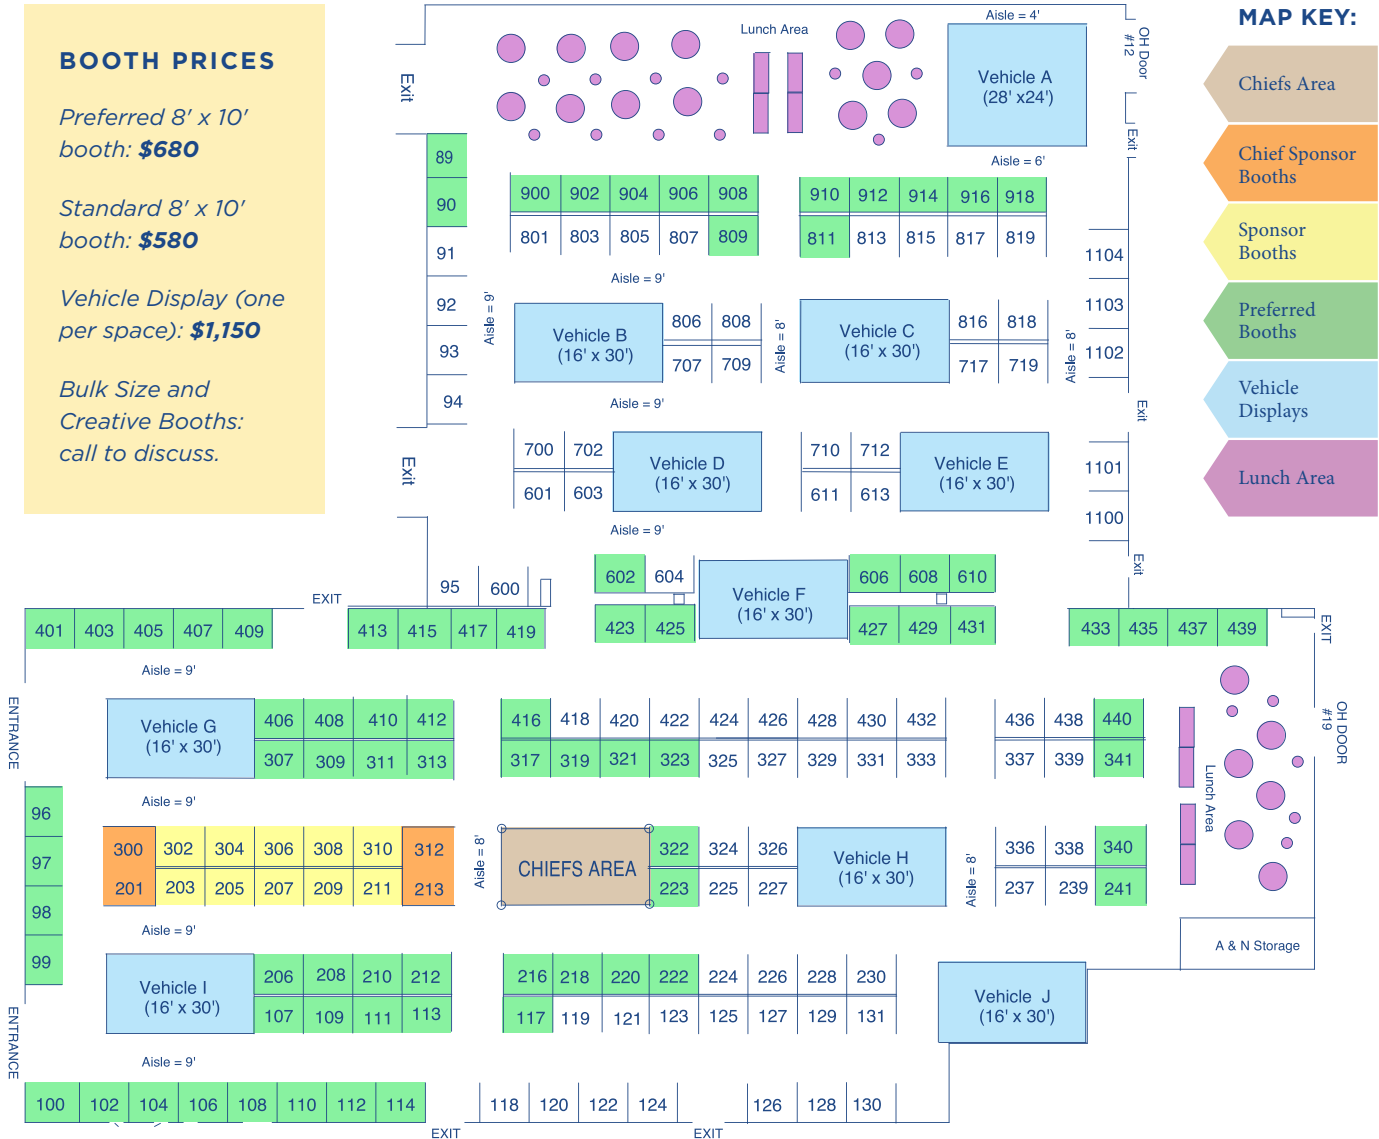 BOOTH PRICES
Preferred 8' x 10'
booth: $680
Standard 8' x 10'
booth: $580
Vehicle Display (one
per space): $1,150
Bulk Size and
Creative Booths:
call to discuss.
MAP KEY:
Chiefs Area
Chief Sponsor
Booths
Sponsor
Booths
Preferred
Booths
Vehicle
Displays
Lunch Area
Aisle = 4'
Lunch Area
OH Door
#12
Exit
Vehicle A
(28' x24')
Exit
Aisle = 6'
89
90
91
92
93
94
Aisle = 9'
900 902 904 906 908
801 803 805 807 809
910 912 914 916 918
811 813 815 817 819
1104
1103
1102
Aisle = 9'
Vehicle B
(16' x 30')
806 808
707 709
Aisle = 8'
Vehicle C
(16' x 30')
816 818
717 719
Aisle = 8'
Aisle = 9'
Exit
Exit
700 702
601 603
Vehicle D
(16' x 30')
710 712
611 613
Vehicle E
(16' x 30')
1101
1100
Aisle = 9'
Exit
95 600
602 604
423 425
Vehicle F
(16' x 30')
606 608 610
427 429 431
EXIT
401 403 405 407 409
413 415 417 419
433 435 437 439
EXIT
Aisle = 9'
ENTRANCE
Vehicle G
(16' x 30')
406 408 410 412
307 309 311 313
416 418 420 422 424 426 428 430 432
317 319 321 323 325 327 329 331 333
436 438 440
337 339 341
OH DOOR
#19
Lunch Area
Aisle = 9'
96
97
98
99
300 302 304 306 308 310 312
201 203 205 207 209 211 213
Aisle = 8'
CHIEFS AREA
322 324 326
223 225 227
Vehicle H
(16' x 30')
Aisle = 8'
336 338 340
237 239 241
Aisle = 9'
A & N Storage
ENTRANCE
Vehicle I
(16' x 30')
206 208 210 212
107 109 111 113
216 218 220 222 224 226 228 230
117 119 121 123 125 127 129 131
Vehicle J
(16' x 30')
Aisle = 9'
100 102 104 106 108 110 112 114
118 120 122 124
126 128 130
EXIT
EXIT